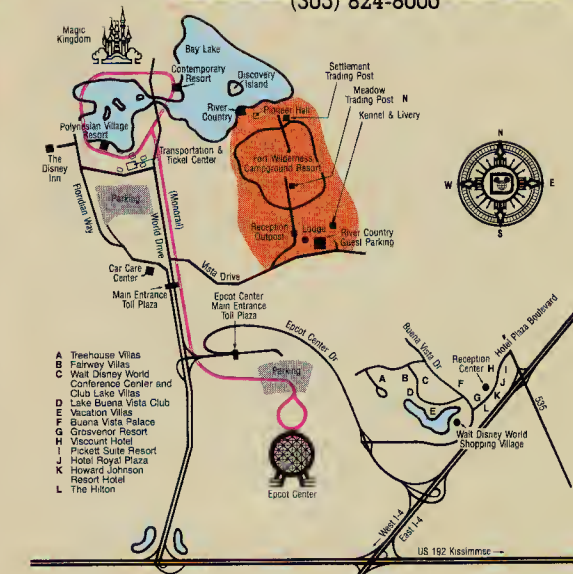 (305) 824-8000
Magic
Kingdom
Bay Lake
Contemporary
Resort
Discovery
Island
Settlement
Trading Post
Meadow
Trading Post N
Kennel & Livery
River
Country
Pioneer Hall
Polynesian Village
Resort
Transportation &
Ticket Center
Fort Wilderness
Campground Resort
The
Disney
Inn
Parking
Floridian Way
World Drive
(Monorail)
N
W
E
S
Reception
Outpost
Lodge
River Country
Guest Parking
Car Care
Center
Vista Drive
Main Entrance
Toll Plaza
Epcot Center
Main Entrance
Toll Plaza
Epcot Center Dr
Buena Vista Dr
Hotel Plaza Boulevard
Reception
Center
Parking
A Treehouse Villas
B Fairwey Villas
C Walt Disney World
Conference Center and
Club Lake Villas
D Lake Buena Vista Club
E Vacation Villas
F Buena Vista Palace
G Grosvenor Resort
H Viscount Hotel
I Pickett Suite Resort
J Hotel Royal Plaza
K Howard Johnson
Resort Hotel
L The Hilton
A
B
C
D
E
F
G
H
I
J
K
L
535
Walt Disney World
Shopping Village
Epcot Center
West I-4
East I-4
US 192 Kissimmee